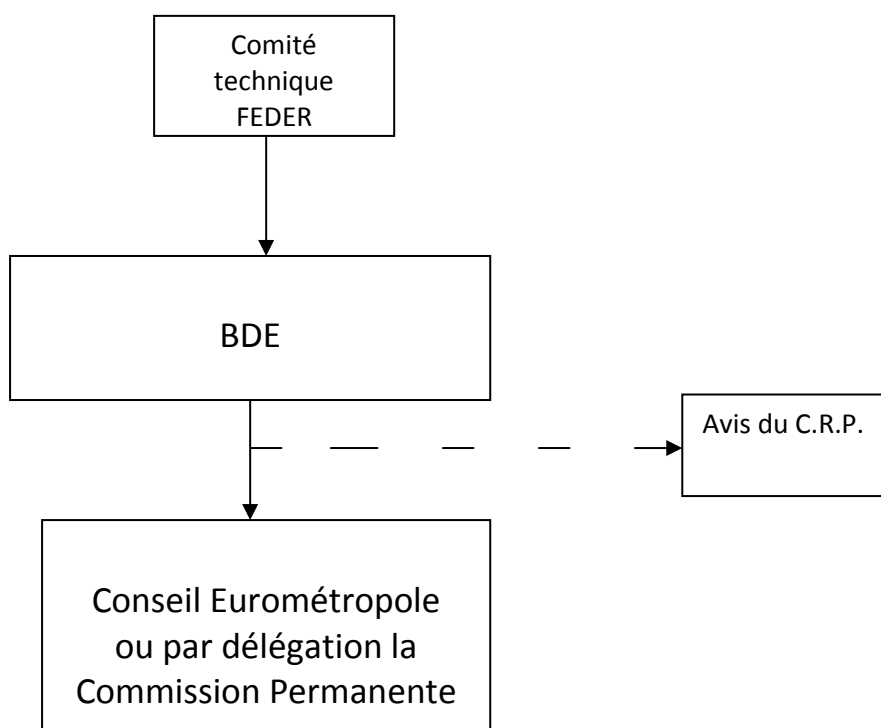 Comité
technique
FEDER
BDE
Avis du C.R.P.
Conseil Eurométropole
ou par délégation la
Commission Permanente